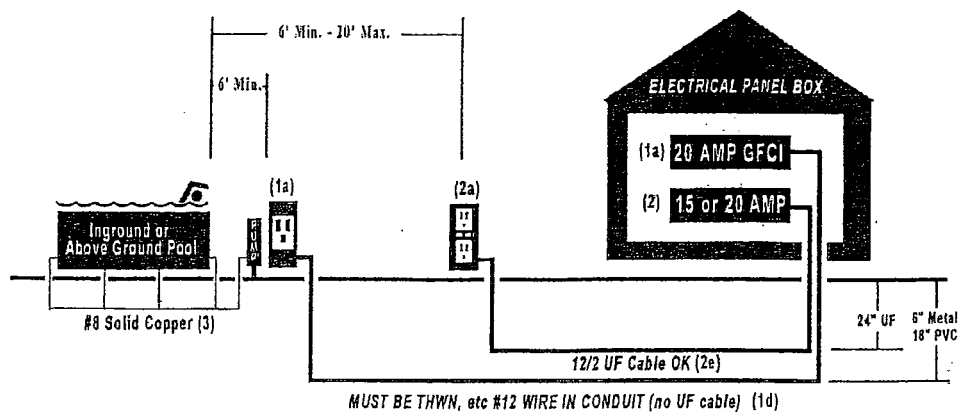 6' Min. - 20' Max.
6' Min.
ELECTRICAL PANEL BOX
(1a) 20 AMP GFCI
(2) 15 or 20 AMP
(1a)
(2a)
PUMP
Inground or
Above Ground Pool
#8 Solid Copper (3)
24" UF
6" Metal
18" PVC
12/2 UF Cable OK (2e)
MUST BE THWN, etc #12 WIRE IN CONDUIT (no UF cable) (1d)